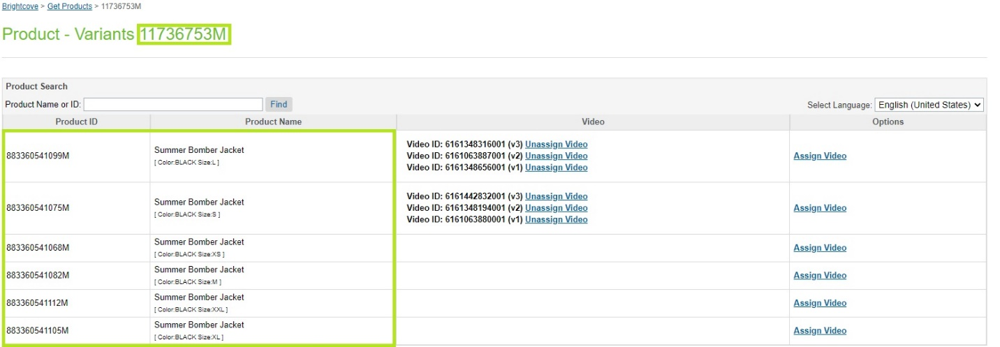 Brightcove > Get Products > 11736753M
Product - Variants 11736753M
Product Search
Product Name or ID: Find Select Language: English (United States)
Product ID Product Name Video Options
883360541099M Summer Bomber Jacket
[ Color:BLACK Size:L ]
Video ID: 6161348316001 (v3) Unassign Video
Video ID: 6161063887001 (v2) Unassign Video
Video ID: 6161348656001 (v1) Unassign Video
Assign Video
883360541075M Summer Bomber Jacket
[ Color:BLACK Size:S ]
Video ID: 6161442832001 (v3) Unassign Video
Video ID: 6161348194001 (v2) Unassign Video
Video ID: 6161063880001 (v1) Unassign Video
Assign Video
883360541068M Summer Bomber Jacket
[ Color:BLACK Size:XS ]
Assign Video
883360541082M Summer Bomber Jacket
[ Color:BLACK Size:M ]
Assign Video
883360541112M Summer Bomber Jacket
[ Color:BLACK Size:XXL ]
Assign Video
883360541105M Summer Bomber Jacket
[ Color:BLACK Size:XL ]
Assign Video